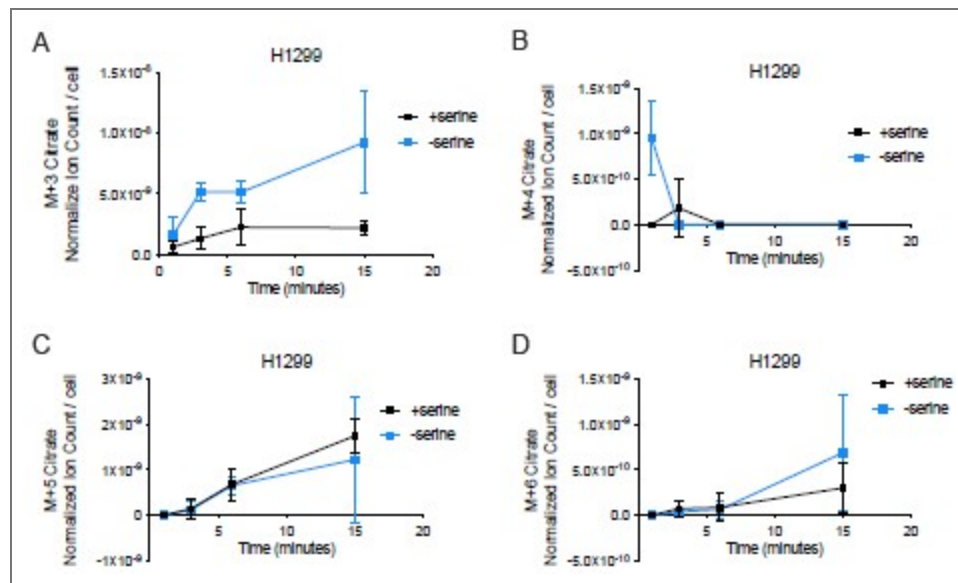 A
H1299
M+3 Citrate
Normalize Ion Count / cell
1.5X10⁻⁸
1.0X10⁻⁸
5.0X10⁻⁹
0.0
0 5 10 15 20
Time (minutes)
+serine
-serine
B
H1299
M+4 Citrate
Normalized Ion Count / cell
1.5X10⁻⁹
1.0X10⁻⁹
5.0X10⁻¹⁰
0.0
-5.0X10⁻¹⁰
5 10 15 20
Time (minutes)
+serine
-serine
C
H1299
M+5 Citrate
Normalized Ion Count / cell
3X10⁻⁹
2X10⁻⁹
1X10⁻⁹
0
-1X10⁻⁹
5 10 15 20
Time (minutes)
+serine
-serine
D
H1299
M+6 Citrate
Normalized Ion Count / cell
1.5X10⁻⁹
1.0X10⁻⁹
5.0X10⁻¹⁰
0.0
-5.0X10⁻¹⁰
5 10 15 20
Time (minutes)
+serine
-serine